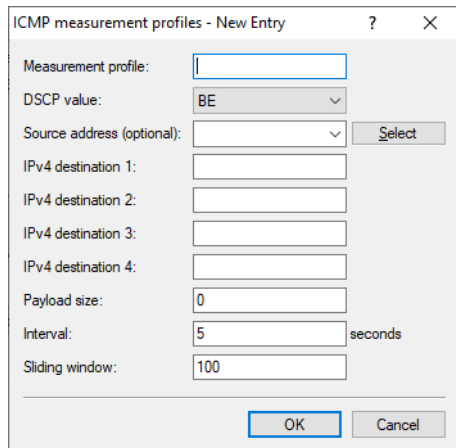 ICMP measurement profiles - New Entry ? ×
Measurement profile:
DSCP value: BE
Source address (optional): Select
IPv4 destination 1:
IPv4 destination 2:
IPv4 destination 3:
IPv4 destination 4:
Payload size: 0
Interval: 5 seconds
Sliding window: 100
OK Cancel